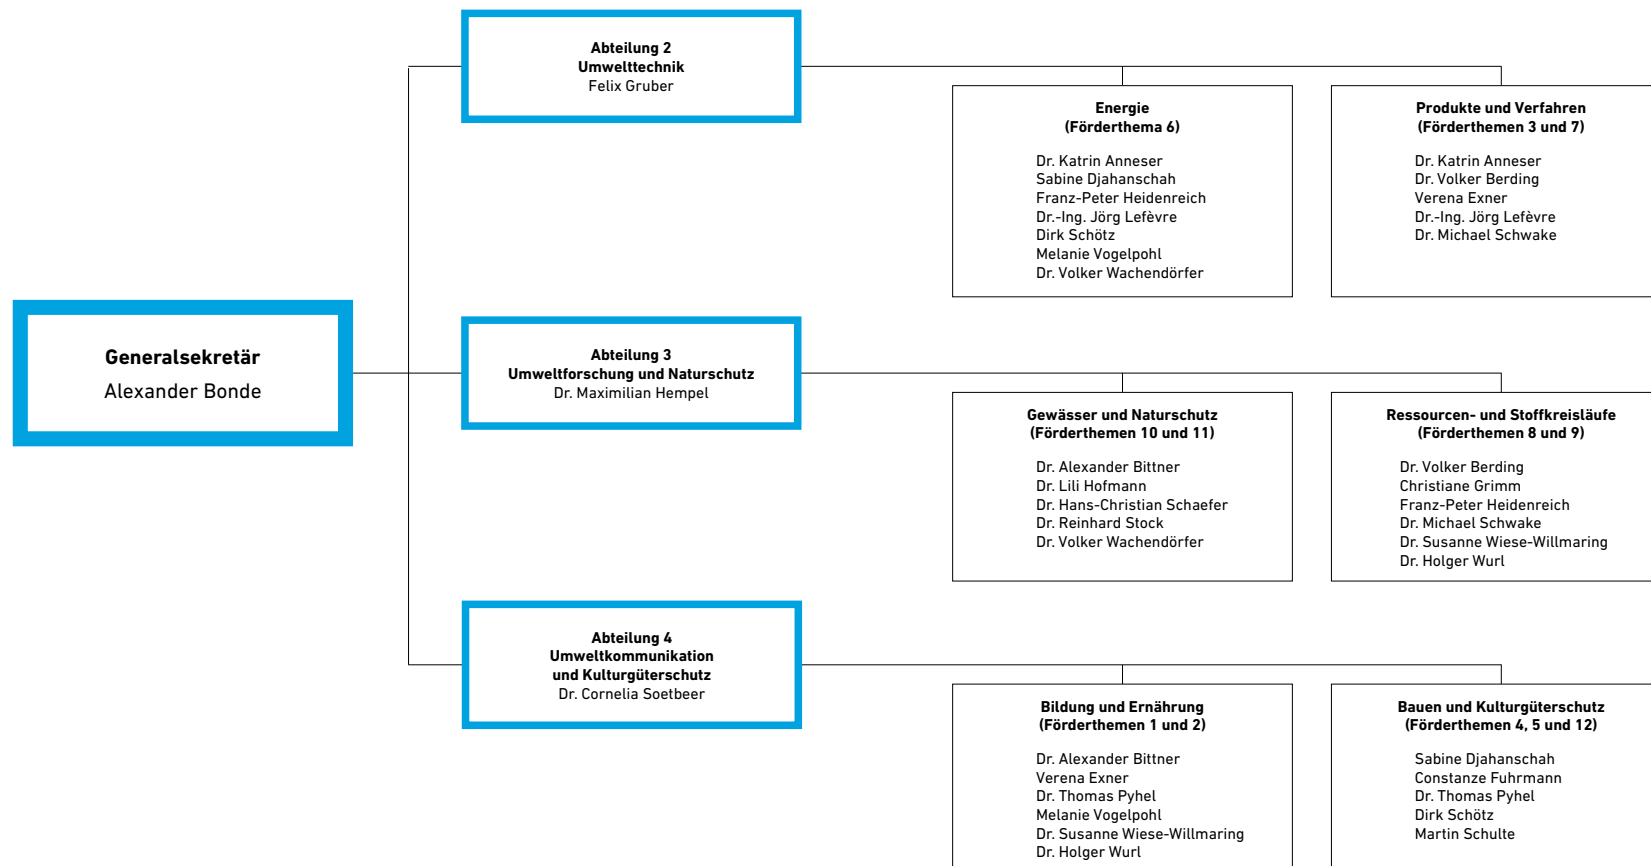 Generalsekretär
Alexander Bonde
Abteilung 2
Umwelttechnik
Felix Gruber
Energie
(Förderthema 6)
Dr. Katrin Anneser
Sabine Djahanschah
Franz-Peter Heidenreich
Dr.-Ing. Jörg Lefèvre
Dirk Schötz
Melanie Vogelpohl
Dr. Volker Wachendörfer
Produkte und Verfahren
(Förderthemen 3 und 7)
Dr. Katrin Anneser
Dr. Volker Berding
Verena Exner
Dr.-Ing. Jörg Lefèvre
Dr. Michael Schwake
Abteilung 3
Umweltforschung und Naturschutz
Dr. Maximilian Hempel
Gewässer und Naturschutz
(Förderthemen 10 und 11)
Dr. Alexander Bittner
Dr. Lili Hofmann
Dr. Hans-Christian Schaefer
Dr. Reinhard Stock
Dr. Volker Wachendörfer
Ressourcen- und Stoffkreisläufe
(Förderthemen 8 und 9)
Dr. Volker Berding
Christiane Grimm
Franz-Peter Heidenreich
Dr. Michael Schwake
Dr. Susanne Wiese-Willmaring
Dr. Holger Wurl
Abteilung 4
Umweltkommunikation
und Kulturgüterschutz
Dr. Cornelia Soetbeer
Bildung und Ernährung
(Förderthemen 1 und 2)
Dr. Alexander Bittner
Verena Exner
Dr. Thomas Pyhel
Melanie Vogelpohl
Dr. Susanne Wiese-Willmaring
Dr. Holger Wurl
Bauen und Kulturgüterschutz
(Förderthemen 4, 5 und 12)
Sabine Djahanschah
Constanze Fuhrmann
Dr. Thomas Pyhel
Dirk Schötz
Martin Schulte